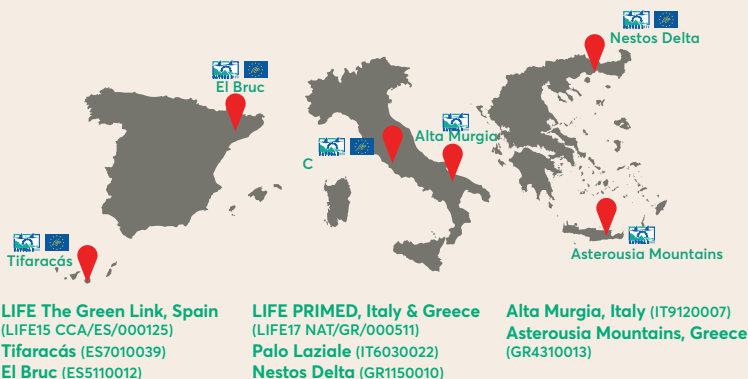 Nestos Delta
El Bruc
Alta Murgia
C
Tifaracás
Asterousia Mountains
LIFE The Green Link, Spain
(LIFE15 CCA/ES/000125)
Tifaracás (ES7010039)
El Bruc (ES5110012)
LIFE PRIMED, Italy & Greece
(LIFE17 NAT/GR/000511)
Palo Laziale (IT6030022)
Nestos Delta (GR1150010)
Alta Murgia, Italy (IT9120007)
Asterousia Mountains, Greece
(GR4310013)